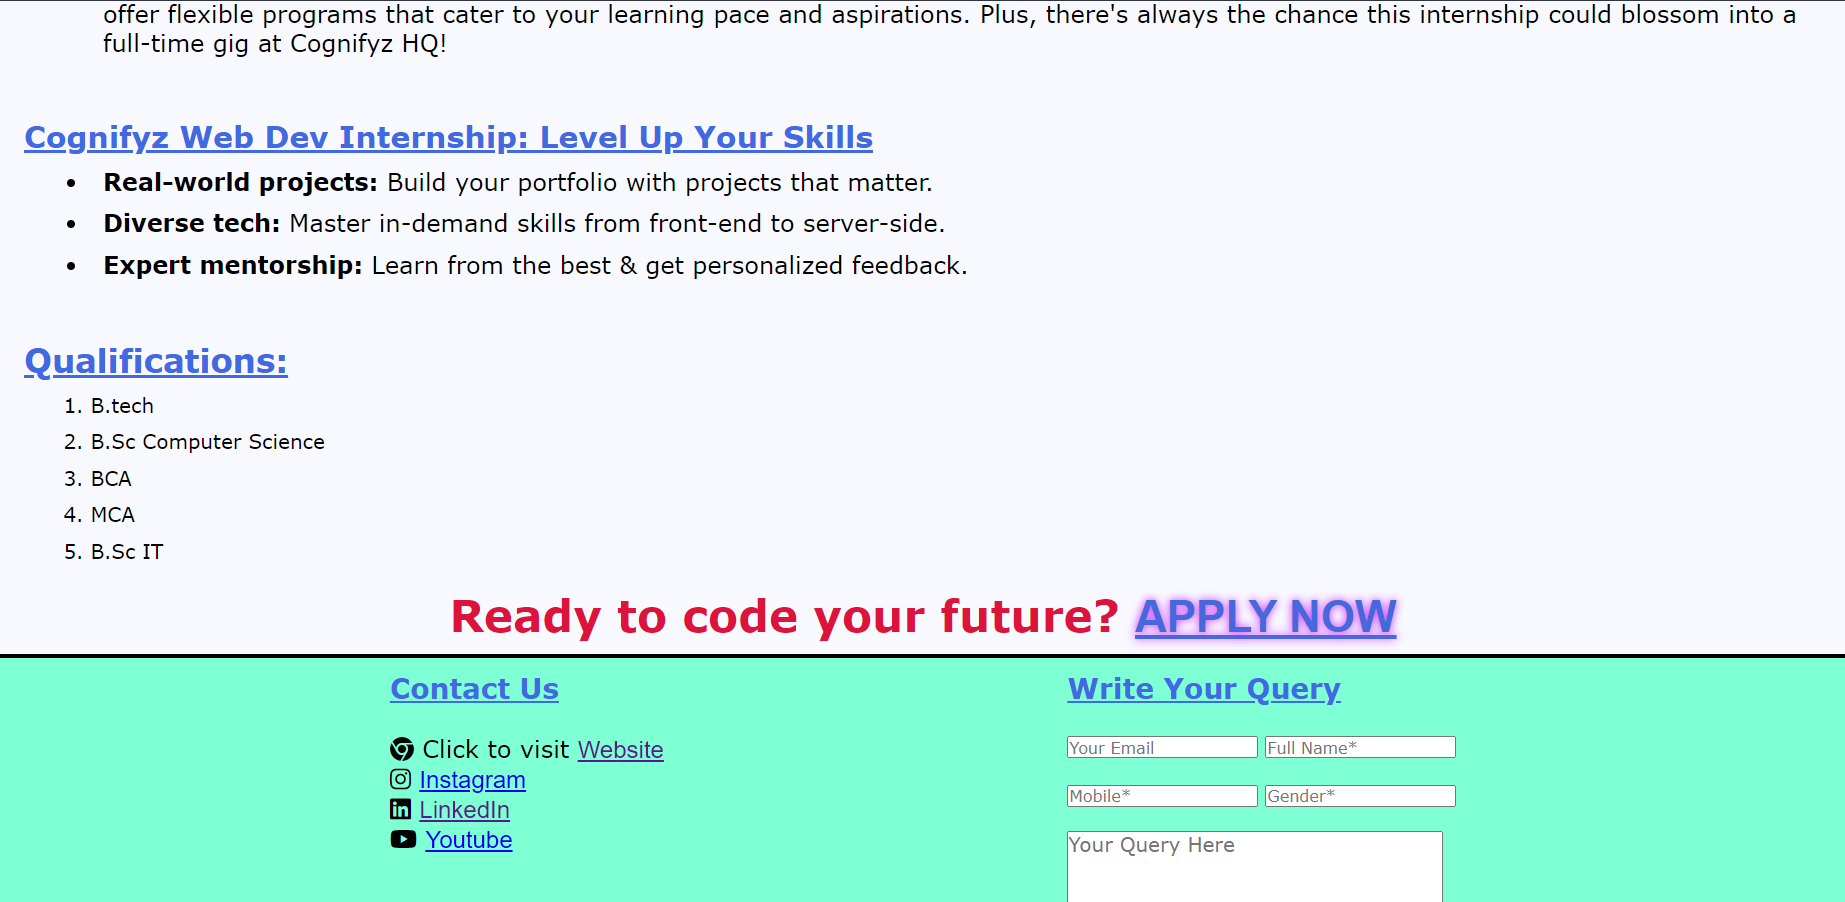 offer flexible programs that cater to your learning pace and aspirations. Plus, there's always the chance this internship could blossom into a
full-time gig at Cognifyz HQ!
Cognifyz Web Dev Internship: Level Up Your Skills
• Real-world projects: Build your portfolio with projects that matter.
• Diverse tech: Master in-demand skills from front-end to server-side.
• Expert mentorship: Learn from the best & get personalized feedback.
Qualifications:
1. B.tech
2. B.Sc Computer Science
3. BCA
4. MCA
5. B.Sc IT
Ready to code your future? APPLY NOW
Contact Us
Click to visit Website
Instagram
LinkedIn
Youtube
Write Your Query
Your Email Full Name*
Mobile* Gender*
Your Query Here